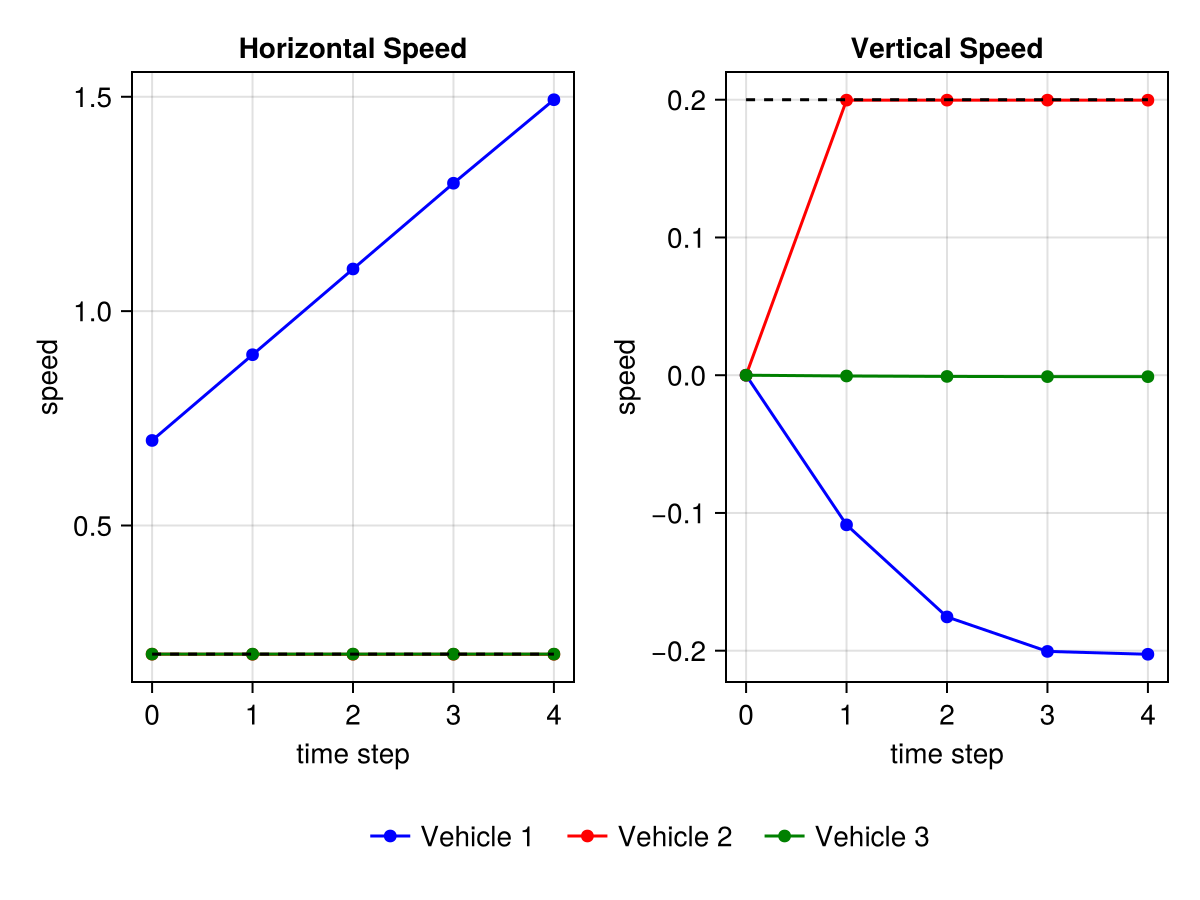 Horizontal Speed
1.5
1.0
0.5
speed
0 1 2 3 4
time step
Vertical Speed
0.2
0.1
0.0
−0.1
−0.2
speed
0 1 2 3 4
time step
Vehicle 1 Vehicle 2 Vehicle 3